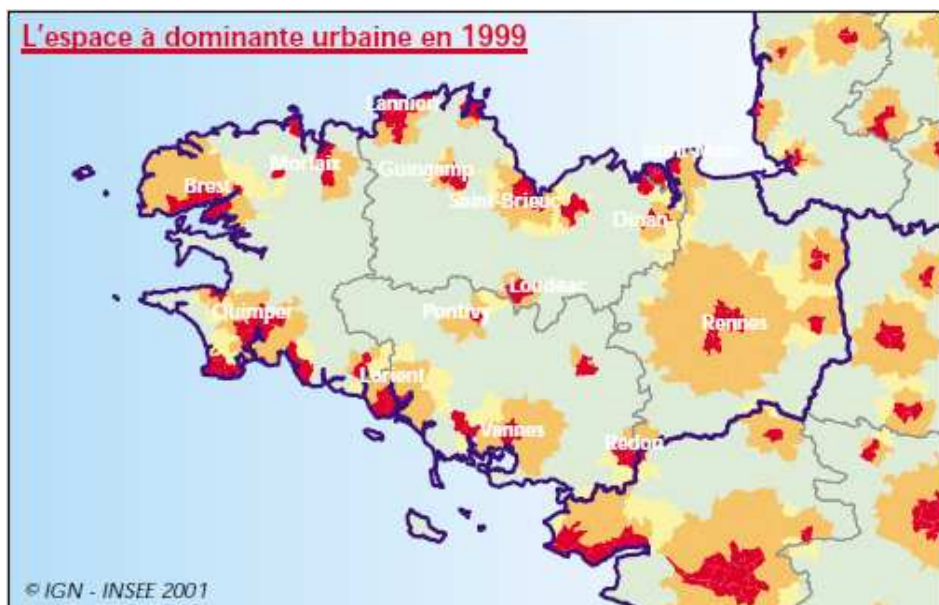 L'espace à dominante urbaine en 1999
Lannion
Morlaix
Guingamp
Brest
Saint-Brieuc
Dinan
Loudéac
Quimper
Pontivy
Rennes
Lorient
Vannes
Redon
© IGN - INSEE 2001